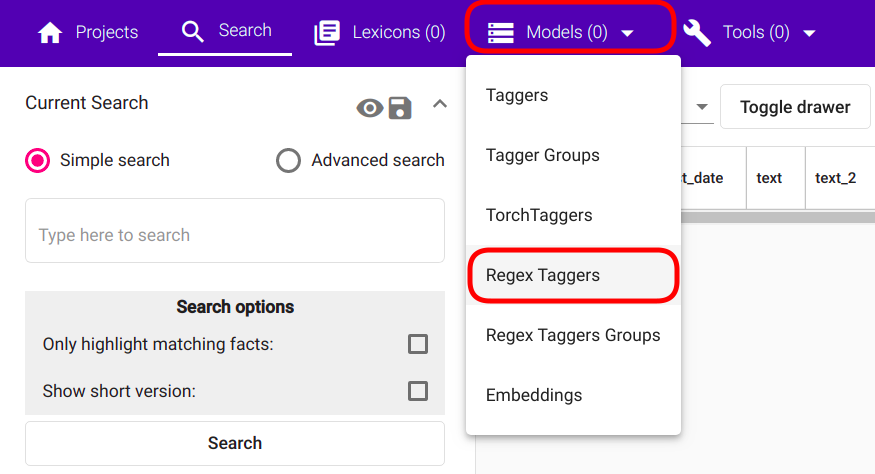 Projects
Search
Lexicons (0)
Models (0)
Tools (0)
Current Search
Simple search
Advanced search
Type here to search
Search options
Only highlight matching facts:
Show short version:
Search
Taggers
Tagger Groups
TorchTaggers
Regex Taggers
Regex Taggers Groups
Embeddings
Toggle drawer
t_date
text
text_2